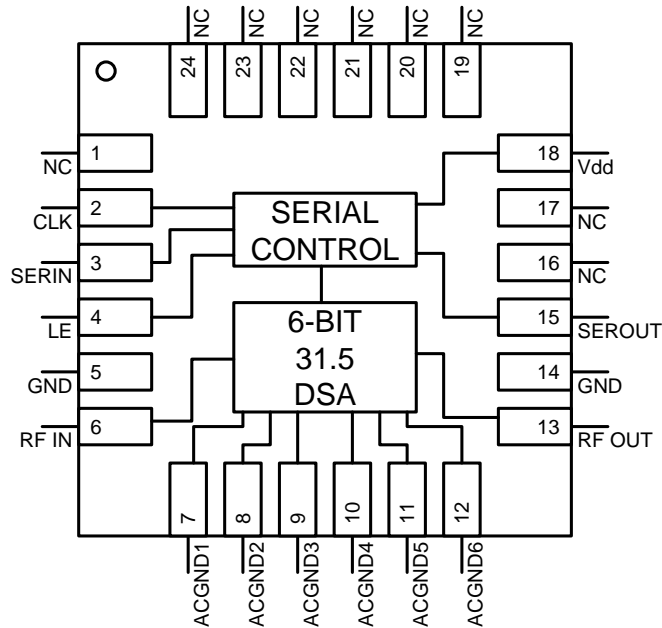 NC NC NC NC NC NC
24 23 22 21 20 19
1
NC
2
CLK
3
SERIN
4
LE
5
GND
6
RF IN
SERIAL
CONTROL
6-BIT
31.5
DSA
18
Vdd
17
NC
16
NC
15
SEROUT
14
GND
13
RF OUT
7 8 9 10 11 12
ACGND1 ACGND2 ACGND3 ACGND4 ACGND5 ACGND6